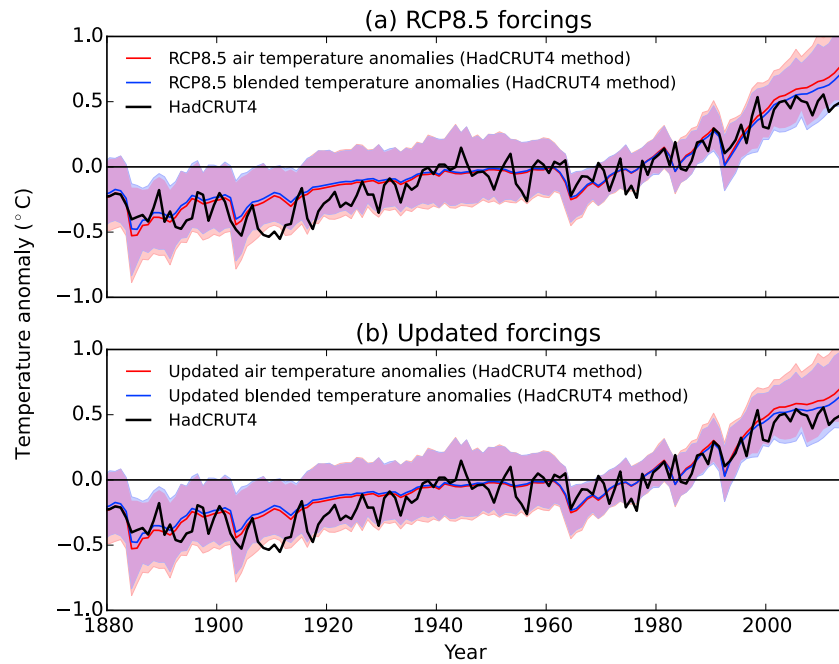 (a) RCP8.5 forcings
1.0
RCP8.5 air temperature anomalies (HadCRUT4 method)
RCP8.5 blended temperature anomalies (HadCRUT4 method)
HadCRUT4
0.5
0.0
−0.5
−1.0
(b) Updated forcings
1.0
Updated air temperature anomalies (HadCRUT4 method)
Updated blended temperature anomalies (HadCRUT4 method)
HadCRUT4
0.5
0.0
−0.5
−1.0
1880 1900 1920 1940 1960 1980 2000
Year
Temperature anomaly (°C)